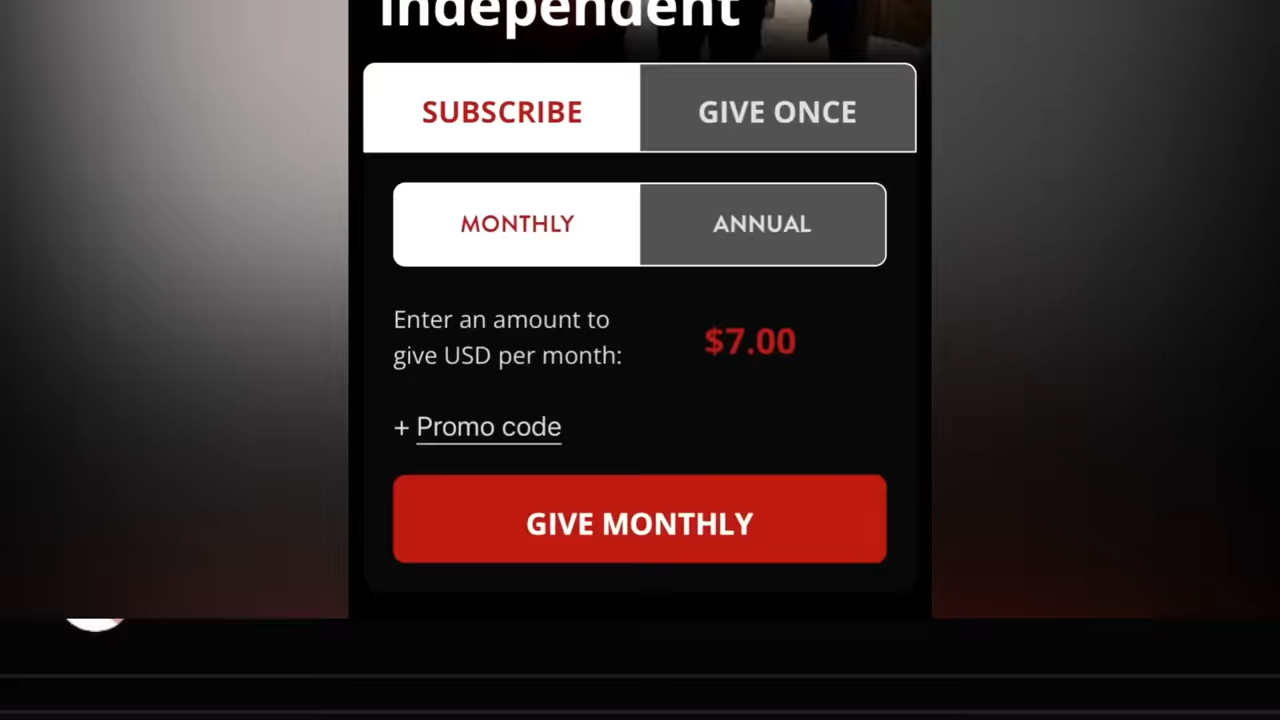 independent
SUBSCRIBE
GIVE ONCE
MONTHLY
ANNUAL
Enter an amount to
give USD per month:
$7.00
+ Promo code
GIVE MONTHLY